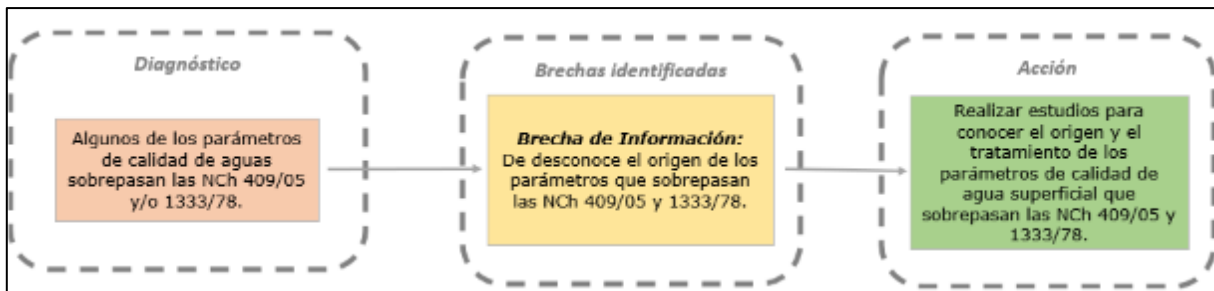 Diagnóstico
Algunos de los parámetros
de calidad de aguas
sobrepasan las NCh 409/05
y/o 1333/78.
Brechas identificadas
Brecha de Información:
De desconoce el origen de los
parámetros que sobrepasan
las NCh 409/05 y 1333/78.
Acción
Realizar estudios para
conocer el origen y el
tratamiento de los
parámetros de calidad de
agua superficial que
sobrepasan las NCh 409/05 y
1333/78.